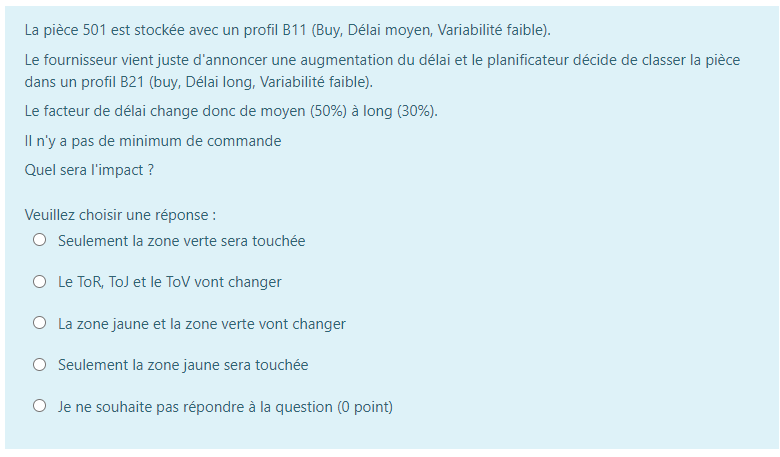 La pièce 501 est stockée avec un profil B11 (Buy, Délai moyen, Variabilité faible).
Le fournisseur vient juste d'annoncer une augmentation du délai et le planificateur décide de classer la pièce
dans un profil B21 (buy, Délai long, Variabilité faible).
Le facteur de délai change donc de moyen (50%) à long (30%).
Il n'y a pas de minimum de commande
Quel sera l'impact ?
Veuillez choisir une réponse :
Seulement la zone verte sera touchée
Le ToR, ToJ et le ToV vont changer
La zone jaune et la zone verte vont changer
Seulement la zone jaune sera touchée
Je ne souhaite pas répondre à la question (0 point)